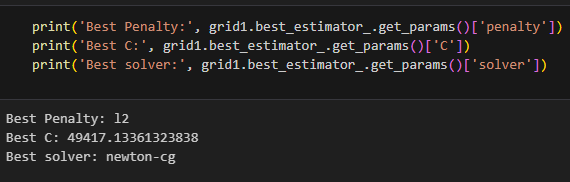 print('Best Penalty:', grid1.best_estimator_.get_params()['penalty'])
print('Best C:', grid1.best_estimator_.get_params()['C'])
print('Best solver:', grid1.best_estimator_.get_params()['solver'])
Best Penalty: l2
Best C: 49417.13361323838
Best solver: newton-cg